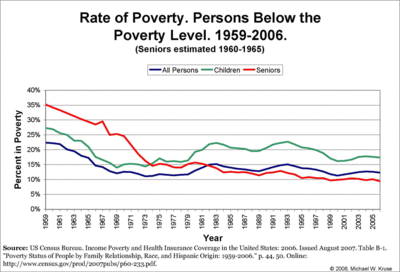 Rate of Poverty. Persons Below the
Poverty Level. 1959-2006.
(Seniors estimated 1960-1965)
All Persons Children Seniors
40%
35%
30%
25%
20%
15%
10%
5%
0%
Percent in Poverty
1959 1961 1963 1965 1967 1969 1971 1973 1975 1977 1979 1981 1983 1985 1987 1989 1991 1993 1995 1997 1999 2001 2003 2005
Year
Source: US Census Bureau. Income Poverty and Health Insurance Coverage in the United States: 2006. Issued August 2007. Table B-1.
"Poverty Status of People by Family Relationship, Race, and Hispanic Origin: 1959-2006." p. 44, 50. Online:
http://www.census.gov/prod/2007pubs/p60-233.pdf.
© 2008, Michael W. Kruse